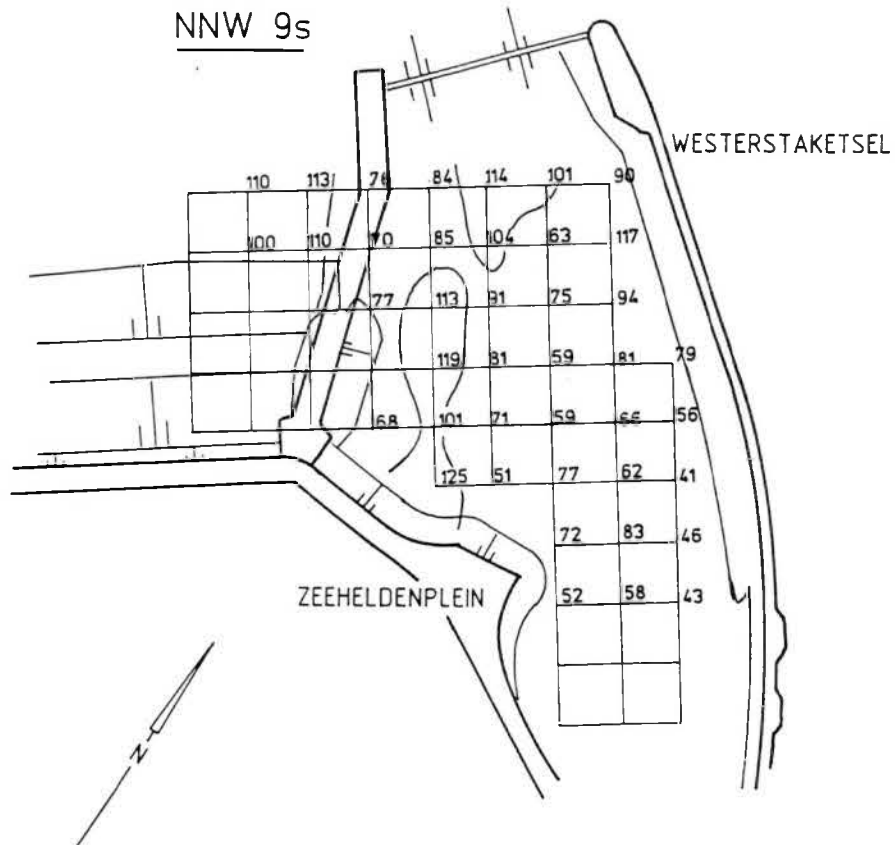 NNW 9s
WESTERSTAKETSEL
110 113 76 84 114 101 90
100 110 70 85 104 63 117
77 113 91 75 94
119 81 59 81 79
68 101 71 59 66 56
125 51 77 62 41
72 83 46
52 58 43
ZEEHELDENPLEIN
N